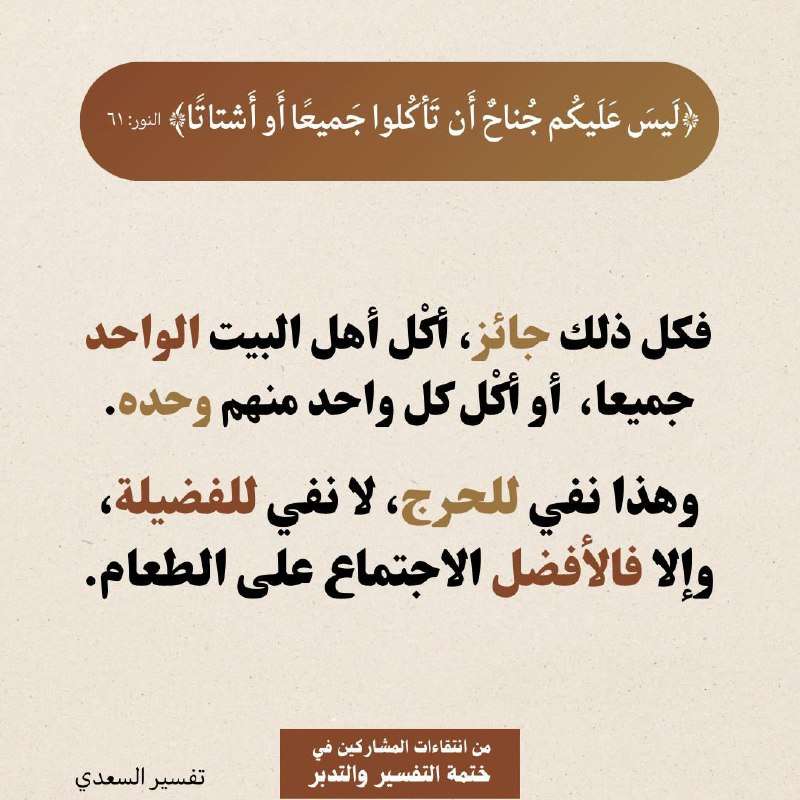 ﴿لَيسَ عَلَيكُم جُناحٌ أَن تَأكُلوا جَميعًا أَو أَشتاتًا﴾ النور: ٦١
فكل ذلك جائز، أكْل أهل البيت الواحد
جميعا، أو أكْل كل واحد منهم وحده.
وهذا نفي للحرج، لا نفي للفضيلة،
وإلا فالأفضل الاجتماع على الطعام.
من انتقاءات المشاركين في
ختمة التفسير والتدبر
تفسير السعدي